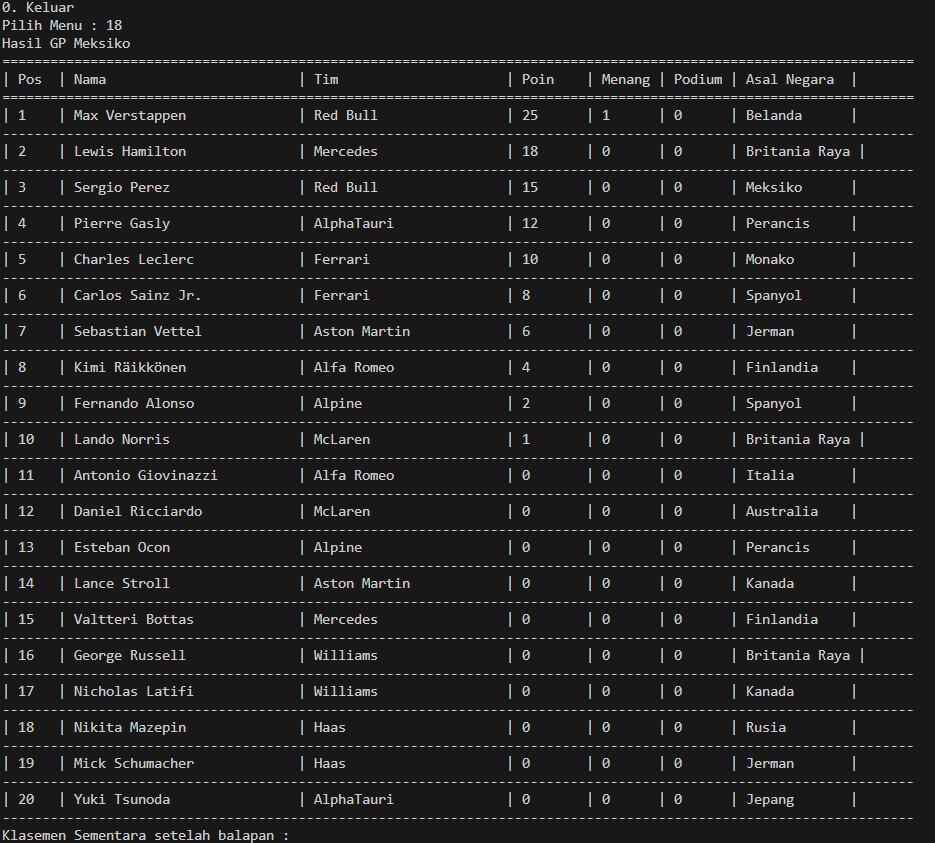 0. Keluar
Pilih Menu : 18
Hasil GP Meksiko
==================================================================================================================
| Pos  | Nama                        | Tim                     | Poin    | Menang | Podium | Asal Negara  |
==================================================================================================================
| 1    | Max Verstappen              | Red Bull                | 25      | 1      | 0      | Belanda      |
------------------------------------------------------------------------------------------------------------------
| 2    | Lewis Hamilton              | Mercedes                | 18      | 0      | 0      | Britania Raya |
------------------------------------------------------------------------------------------------------------------
| 3    | Sergio Perez                | Red Bull                | 15      | 0      | 0      | Meksiko      |
------------------------------------------------------------------------------------------------------------------
| 4    | Pierre Gasly                | AlphaTauri              | 12      | 0      | 0      | Perancis     |
------------------------------------------------------------------------------------------------------------------
| 5    | Charles Leclerc             | Ferrari                 | 10      | 0      | 0      | Monako       |
------------------------------------------------------------------------------------------------------------------
| 6    | Carlos Sainz Jr.            | Ferrari                 | 8       | 0      | 0      | Spanyol      |
------------------------------------------------------------------------------------------------------------------
| 7    | Sebastian Vettel            | Aston Martin            | 6       | 0      | 0      | Jerman       |
------------------------------------------------------------------------------------------------------------------
| 8    | Kimi Räikkönen              | Alfa Romeo              | 4       | 0      | 0      | Finlandia    |
------------------------------------------------------------------------------------------------------------------
| 9    | Fernando Alonso             | Alpine                  | 2       | 0      | 0      | Spanyol      |
------------------------------------------------------------------------------------------------------------------
| 10   | Lando Norris                | McLaren                 | 1       | 0      | 0      | Britania Raya |
------------------------------------------------------------------------------------------------------------------
| 11   | Antonio Giovinazzi          | Alfa Romeo              | 0       | 0      | 0      | Italia       |
------------------------------------------------------------------------------------------------------------------
| 12   | Daniel Ricciardo            | McLaren                 | 0       | 0      | 0      | Australia    |
------------------------------------------------------------------------------------------------------------------
| 13   | Esteban Ocon                | Alpine                  | 0       | 0      | 0      | Perancis     |
------------------------------------------------------------------------------------------------------------------
| 14   | Lance Stroll                | Aston Martin            | 0       | 0      | 0      | Kanada       |
------------------------------------------------------------------------------------------------------------------
| 15   | Valtteri Bottas             | Mercedes                | 0       | 0      | 0      | Finlandia    |
------------------------------------------------------------------------------------------------------------------
| 16   | George Russell              | Williams                | 0       | 0      | 0      | Britania Raya |
------------------------------------------------------------------------------------------------------------------
| 17   | Nicholas Latifi             | Williams                | 0       | 0      | 0      | Kanada       |
------------------------------------------------------------------------------------------------------------------
| 18   | Nikita Mazepin              | Haas                    | 0       | 0      | 0      | Rusia        |
------------------------------------------------------------------------------------------------------------------
| 19   | Mick Schumacher             | Haas                    | 0       | 0      | 0      | Jerman       |
------------------------------------------------------------------------------------------------------------------
| 20   | Yuki Tsunoda                | AlphaTauri              | 0       | 0      | 0      | Jepang       |
------------------------------------------------------------------------------------------------------------------
Klasemen Sementara setelah balapan :